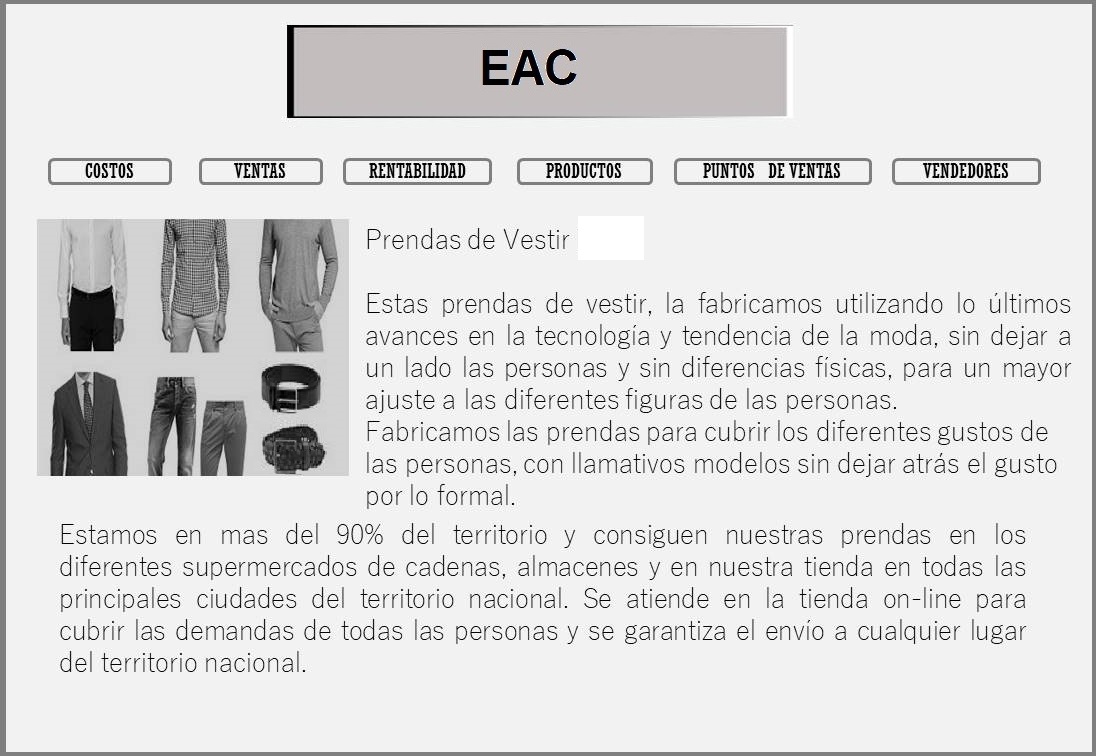 EAC
COSTOS VENTAS RENTABILIDAD PRODUCTOS PUNTOS DE VENTAS VENDEDORES
Prendas de Vestir
Estas prendas de vestir, la fabricamos utilizando lo últimos
avances en la tecnología y tendencia de la moda, sin dejar a
un lado las personas y sin diferencias físicas, para un mayor
ajuste a las diferentes figuras de las personas.
Fabricamos las prendas para cubrir los diferentes gustos de
las personas, con llamativos modelos sin dejar atrás el gusto
por lo formal.
Estamos en mas del 90% del territorio y consiguen nuestras prendas en los
diferentes supermercados de cadenas, almacenes y en nuestra tienda en todas las
principales ciudades del territorio nacional. Se atiende en la tienda on-line para
cubrir las demandas de todas las personas y se garantiza el envío a cualquier lugar
del territorio nacional.